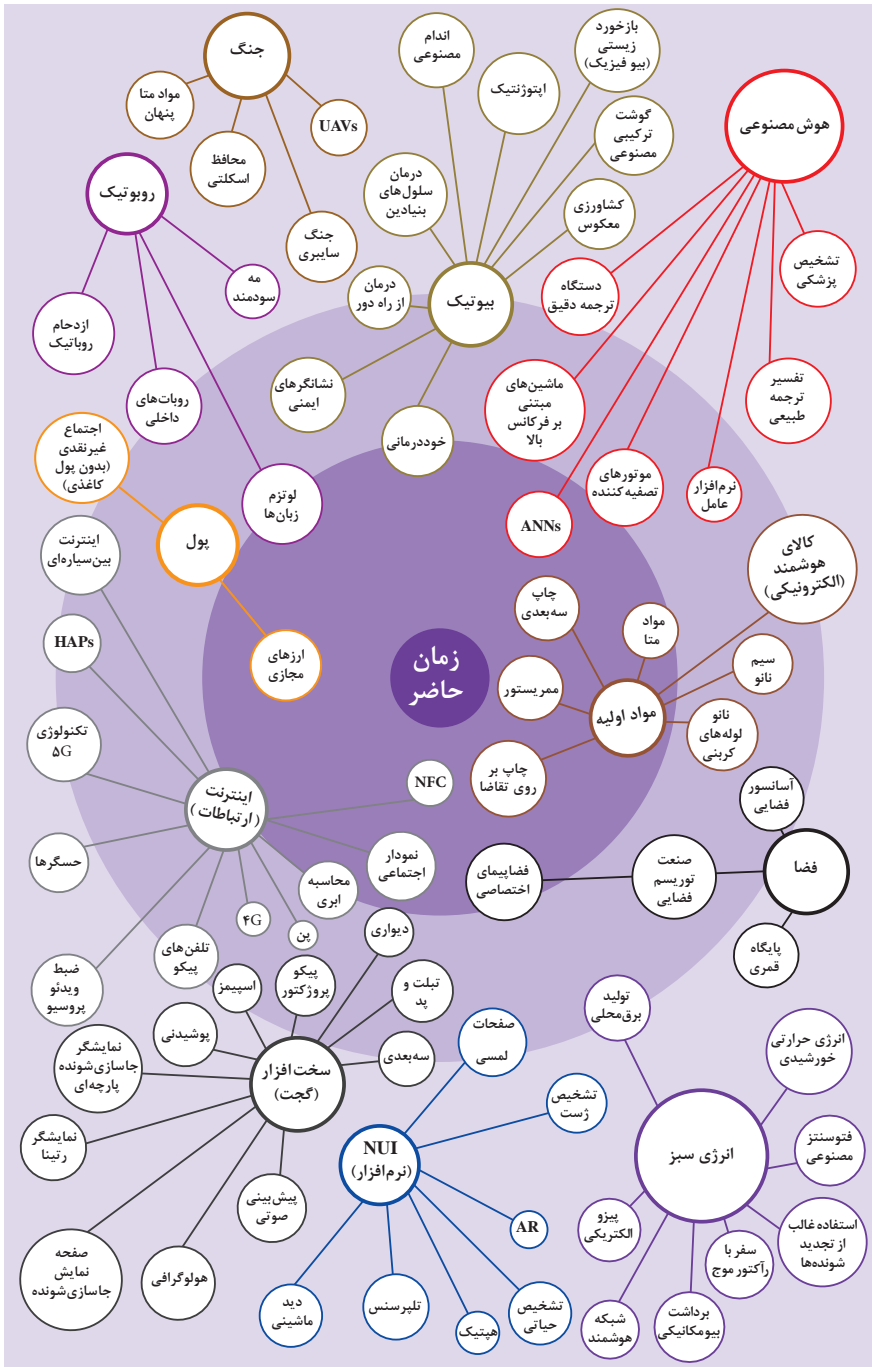 جنگ
مواد متا
پنهان
محافظ
اسکلتی
UAVs
جنگ
سایبری
روبوتیک
ازدحام
روباتیک
روبات‌های
داخلی
مه
سودمند
لوتزم
زبان‌ها
اندام
مصنوعی
اپتوژنتیک
بازخورد
زیستی
(بیو فیزیک)
گوشت
ترکیبی
مصنوعی
درمان
سلول‌های
بنیادین
کشاورزی
معکوس
درمان
از راه دور
بیوتیک
نشانگرهای
ایمنی
خوددرمانی
هوش مصنوعی
تشخیص
پزشکی
دستگاه
ترجمه دقیق
تفسیر
ترجمه
طبیعی
ماشین‌های
مبتنی
بر فرکانس
بالا
موتورهای
تصفیه‌کننده
نرم‌افزار
عامل
ANNs
اجتماع
غیرنقدی
(بدون پول
کاغذی)
پول
ارزهای
مجازی
زمان
حاضر
کالای
هوشمند
(الکترونیکی)
چاپ
سه‌بعدی
مواد
متا
سیم
نانو
ممریستور
مواد اولیه
نانو
لوله‌های
کربنی
چاپ بر
روی تقاضا
اینترنت
بین‌سیاره‌ای
HAPs
تکنولوژی
۵G
اینترنت
(ارتباطات)
NFC
حسگرها
نمودار
اجتماعی
محاسبه
ابری
۴G
پن
تلفن‌های
پیکو
ضبط
ویدئو
پروسیو
آسانسور
فضایی
فضا
صنعت
توریسم
فضایی
فضاپیمای
اختصاصی
پایگاه
قمری
دیواری
پیکو
پروژکتور
اسپیمز
تبلت و
پد
پوشیدنی
سه‌بعدی
نمایشگر
جاسازی‌شونده
پارچه‌ای
سخت‌افزار
(گجت)
نمایشگر
رتینا
پیش‌بینی
صوتی
صفحه
نمایش
جاسازی‌شونده
هولوگرافی
صفحات
لمسی
تشخیص
ژست
NUI
(نرم‌افزار)
AR
دید
ماشینی
تلپرسنس
هپتیک
تشخیص
حیاتی
تولید
برق‌محلی
انرژی حرارتی
خورشیدی
انرژی سبز
فتوسنتز
مصنوعی
پیزو
الکتریکی
استفاده غالب
از تجدید
شونده‌ها
سفر با
رآکتور موج
شبکه
هوشمند
برداشت
بیومکانیکی